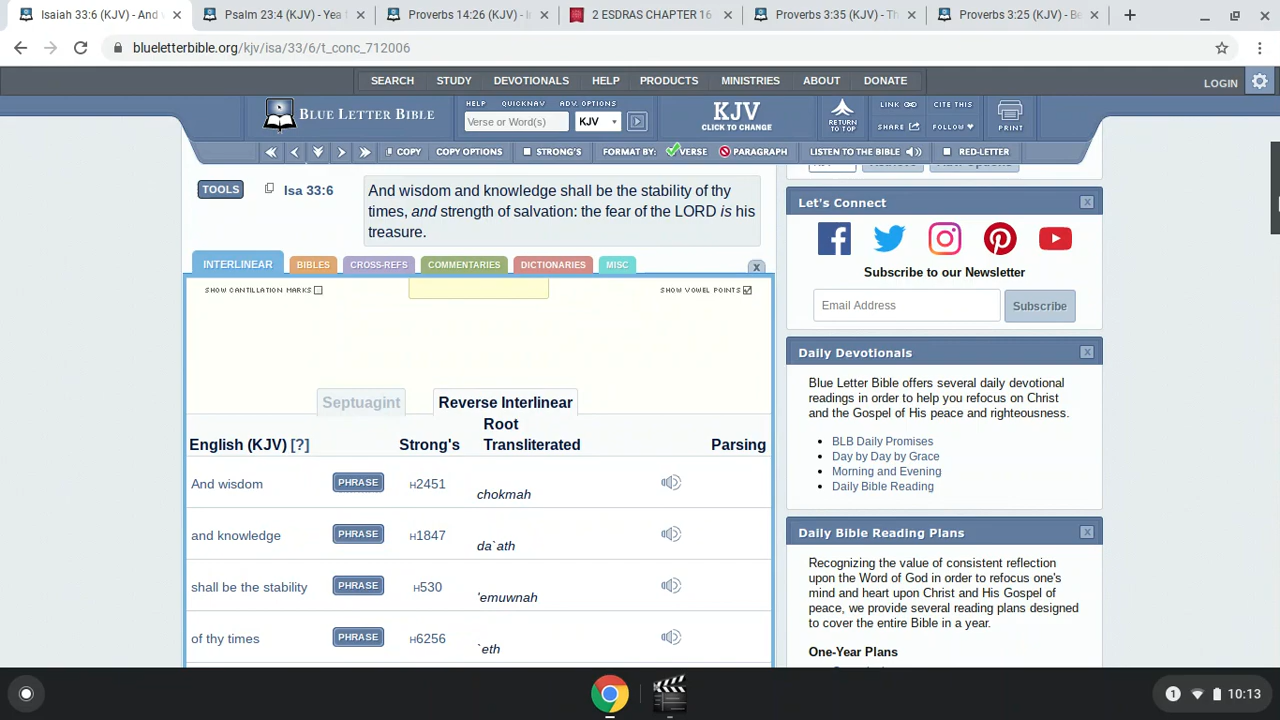 Isaiah 33:6 (KJV) - And w
Psalm 23:4 (KJV) - Yea f
Proverbs 14:26 (KJV) - I
2 ESDRAS CHAPTER 16
Proverbs 3:35 (KJV) - Th
Proverbs 3:25 (KJV) - Be
blueletterbible.org/kjv/isa/33/6/t_conc_712006
SEARCH STUDY DEVOTIONALS HELP PRODUCTS MINISTRIES ABOUT DONATE LOGIN
BLUE LETTER BIBLE
HELP QUICKNAV ADV. OPTIONS
Verse or Word(s) KJV
KJV
CLICK TO CHANGE
RETURN
TO TOP
LINK CITE THIS
SHARE FOLLOW
PRINT
COPY COPY OPTIONS STRONG'S FORMAT BY: VERSE PARAGRAPH LISTEN TO THE BIBLE RED-LETTER
TOOLS Isa 33:6
And wisdom and knowledge shall be the stability of thy
times, and strength of salvation: the fear of the LORD is his
treasure.
INTERLINEAR BIBLES CROSS-REFS COMMENTARIES DICTIONARIES MISC x
SHOW CANTILLATION MARKS SHOW VOWEL POINTS
Septuagint Reverse Interlinear
Root
English (KJV) [?] Strong's Transliterated Parsing
And wisdom PHRASE H2451 chokmah
and knowledge PHRASE H1847 da`ath
shall be the stability PHRASE H530 'emuwnah
of thy times PHRASE H6256 `eth
Let's Connect X
Subscribe to our Newsletter
Email Address Subscribe
Daily Devotionals X
Blue Letter Bible offers several daily devotional
readings in order to help you refocus on Christ
and the Gospel of His peace and righteousness.
BLB Daily Promises
Day by Day by Grace
Morning and Evening
Daily Bible Reading
Daily Bible Reading Plans X
Recognizing the value of consistent reflection
upon the Word of God in order to refocus one's
mind and heart upon Christ and His Gospel of
peace, we provide several reading plans designed
to cover the entire Bible in a year.
One-Year Plans
1 10:13